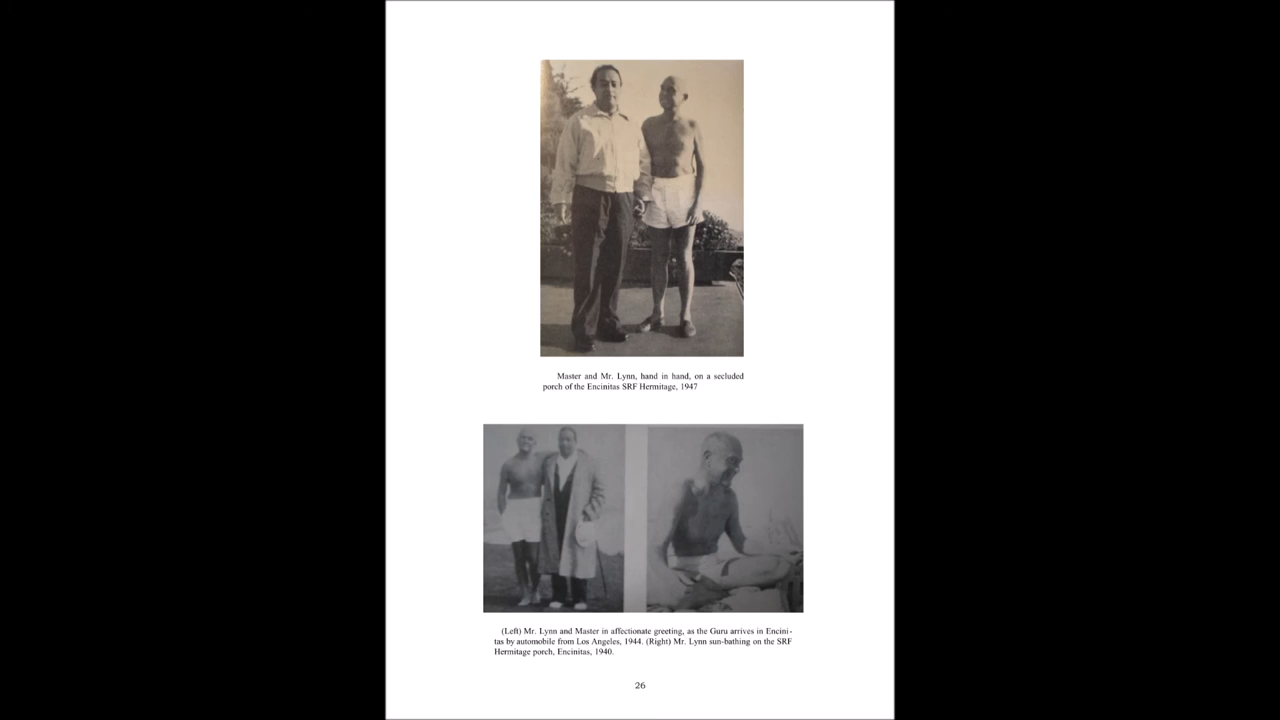 Master and Mr. Lynn, hand in hand, on a secluded
porch of the Encinitas SRF Hermitage, 1947
(Left) Mr. Lynn and Master in affectionate greeting, as the Guru arrives in Encini-
tas by automobile from Los Angeles, 1944. (Right) Mr. Lynn sun-bathing on the SRF
Hermitage porch, Encinitas, 1940.
26